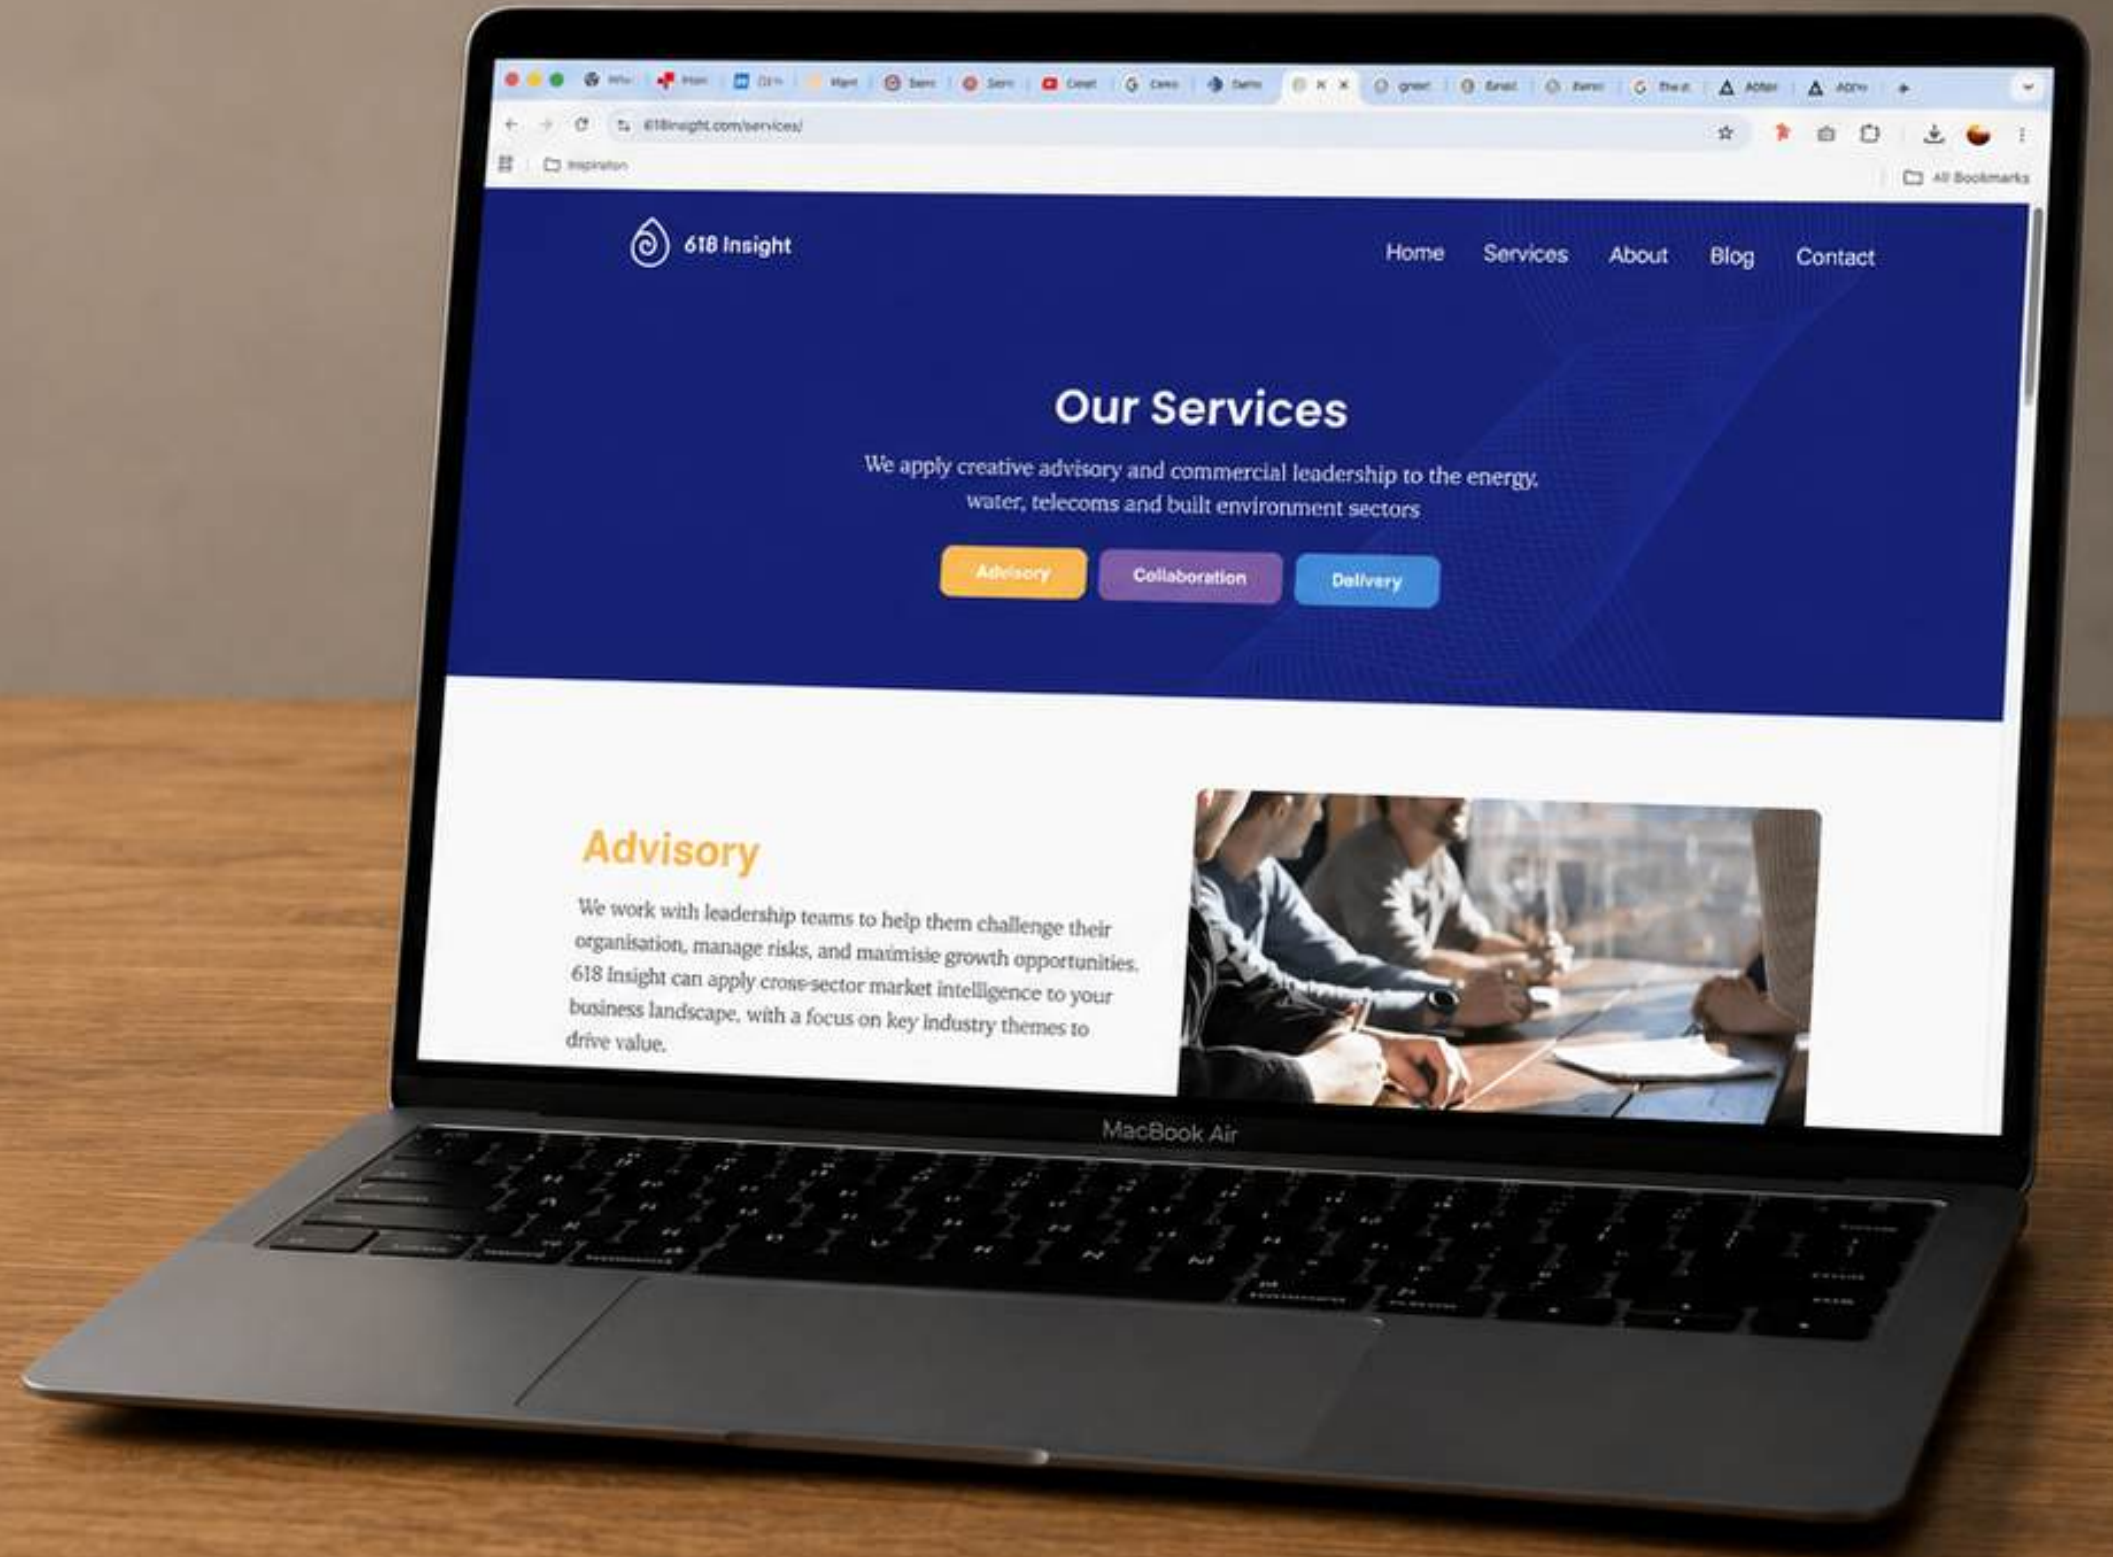 618insight.com/services/
All Bookmarks
618 Insight
Home Services About Blog Contact
Our Services
We apply creative advisory and commercial leadership to the energy,
water, telecoms and built environment sectors
Advisory Collaboration Delivery
Advisory
We work with leadership teams to help them challenge their
organisation, manage risks, and matimisie growth opportunities.
618 Insight can apply cross-sector market intelligence to your
business landscape, with a focus on key industry themes to
drive value.
MacBook Air